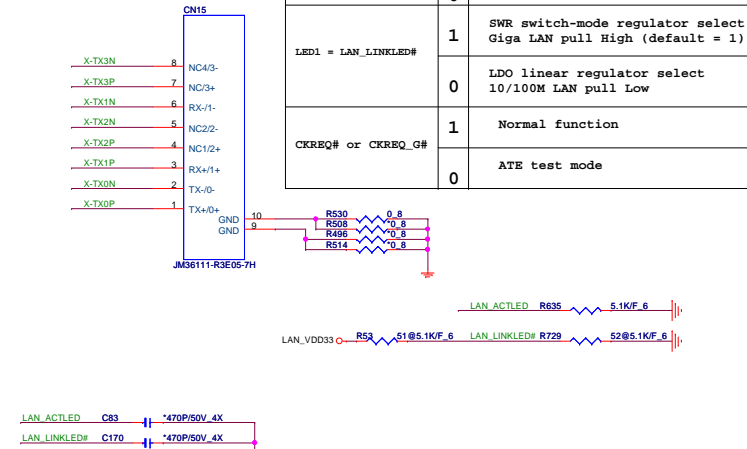 CN15
X-TX3N 8 NC4/3-
X-TX3P 7 NC/3+
X-TX1N 6 RX-/1-
X-TX2N 5 NC2/2-
X-TX2P 4 NC1/2+
X-TX1P 3 RX+/1+
X-TX0N 2 TX-/0-
X-TX0P 1 TX+/0+
GND 10
GND 9
JM36111-R3E05-7H
R530 0_8
R508 *0_8
R496 *0_8
R514 *0_8
LED1 = LAN_LINKLED#
1 SWR switch-mode regulator select
Giga LAN pull High (default = 1)
0 LDO linear regulator select
10/100M LAN pull Low
CKREQ# or CKREQ_G#
1 Normal function
0 ATE test mode
LAN_ACTLED R635 5.1K/F_6
LAN_VDD33 R53 51@5.1K/F_6 LAN_LINKLED# R729 52@5.1K/F_6
LAN_ACTLED C83 *470P/50V_4X
LAN_LINKLED# C170 *470P/50V_4X